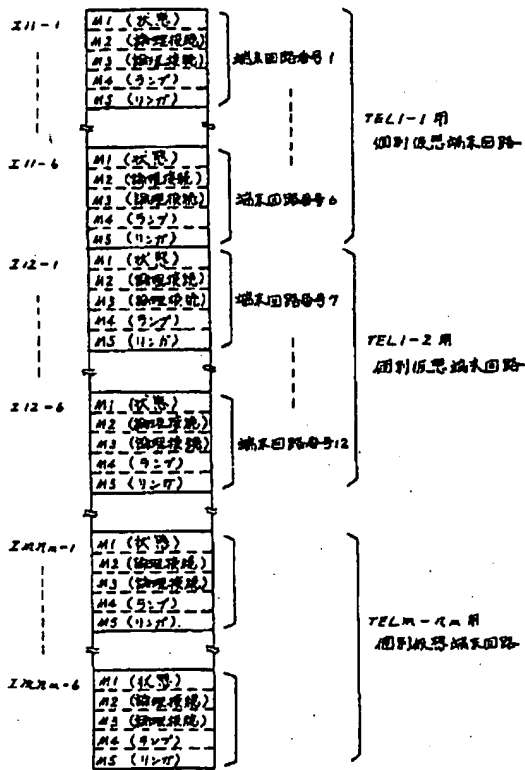 I11-1
M1 (状態)
M2 (論理接続)
M3 (論理接続)
M4 (ランプ)
M5 (リンガ)
端末回路番号1
TEL1-1用
個別仮想端末回路
I11-6
M1 (状態)
M2 (論理接続)
M3 (論理接続)
M4 (ランプ)
M5 (リンガ)
端末回路番号6
I12-1
M1 (状態)
M2 (論理接続)
M3 (論理接続)
M4 (ランプ)
M5 (リンガ)
端末回路番号7
TEL1-2用
個別仮想端末回路
I12-6
M1 (状態)
M2 (論理接続)
M3 (論理接続)
M4 (ランプ)
M5 (リンガ)
端末回路番号12
Imnm-1
M1 (状態)
M2 (論理接続)
M3 (論理接続)
M4 (ランプ)
M5 (リンガ)
TELm-nm用
個別仮想端末回路
Imnm-6
M1 (状態)
M2 (論理接続)
M3 (論理接続)
M4 (ランプ)
M5 (リンガ)